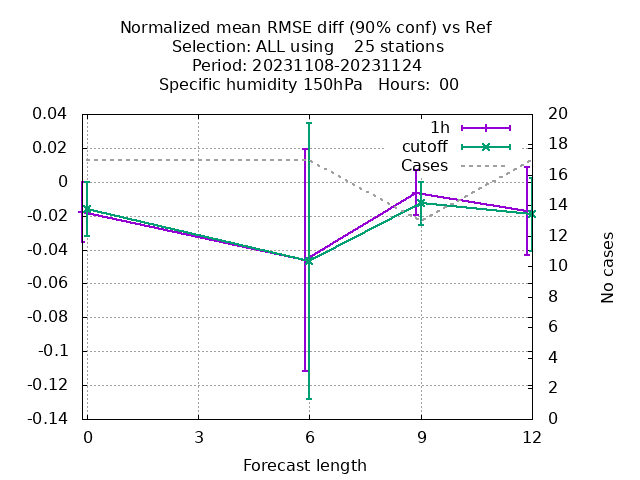 Normalized mean RMSE diff (90% conf) vs Ref
Selection: ALL using    25 stations
Period: 20231108-20231124
Specific humidity 150hPa   Hours:  00
1h
cutoff
Cases
0.04
0.02
0
-0.02
-0.04
-0.06
-0.08
-0.1
-0.12
-0.14
20
18
16
14
12
10
8
6
4
2
0
No cases
0 3 6 9 12
Forecast length